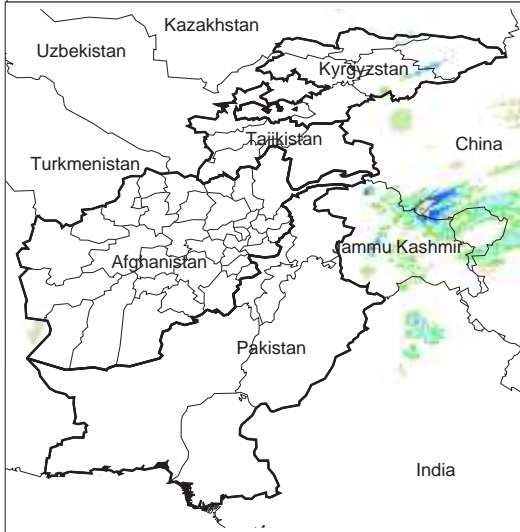 Kazakhstan
Uzbekistan
Kyrgyzstan
Tajikistan
China
Turkmenistan
Jammu Kashmir
Afghanistan
Pakistan
India